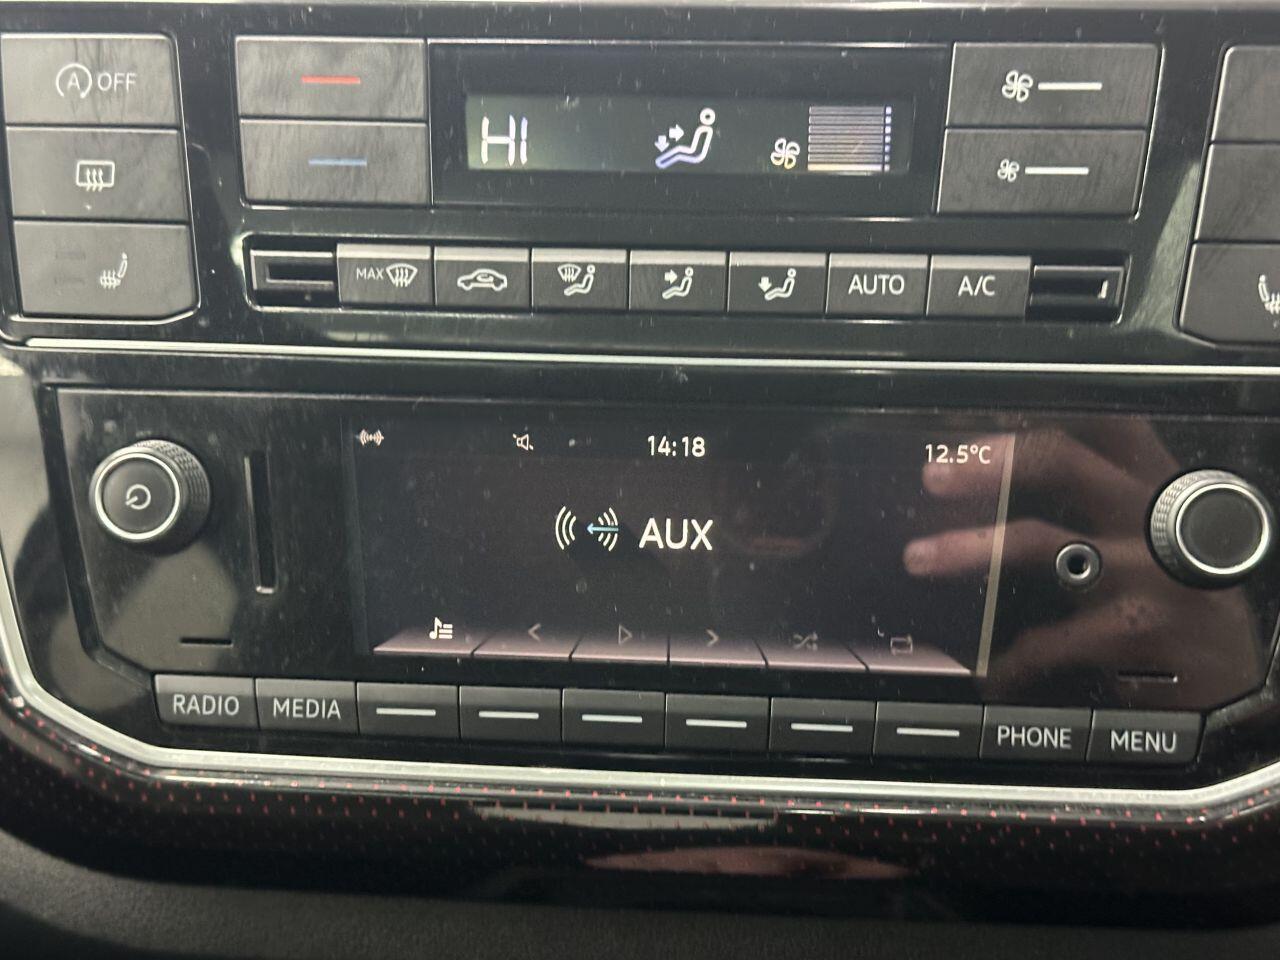 A OFF
HI
MAX
AUTO
A/C
14:18
12.5°C
AUX
RADIO
MEDIA
PHONE
MENU